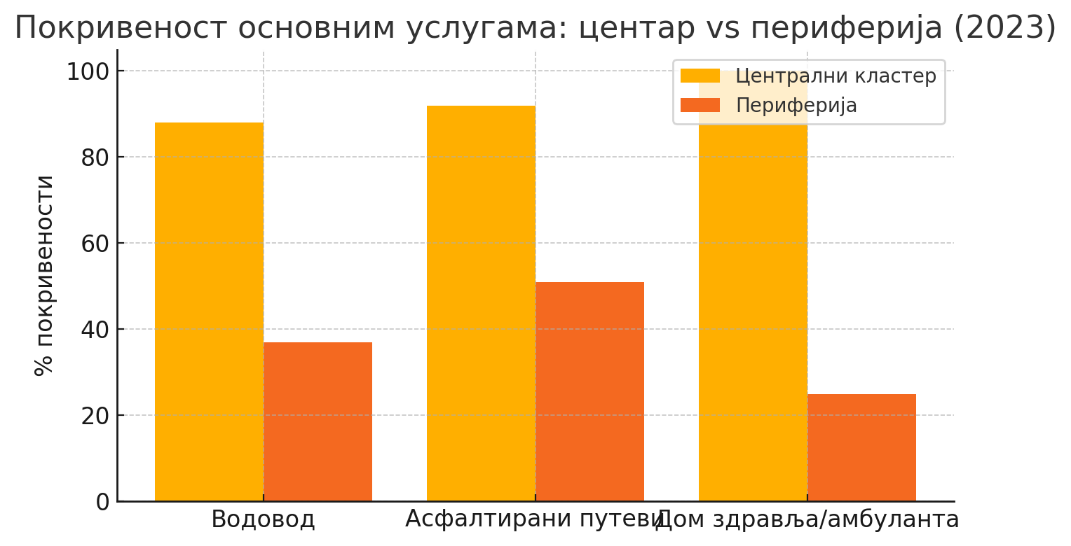 Покривеност основним услугама: центар vs периферија (2023)
Централни кластер
Периферија
% покривености
100
80
60
40
20
0
Водовод
Асфалтирани путеви
Дом здравља/амбуланта